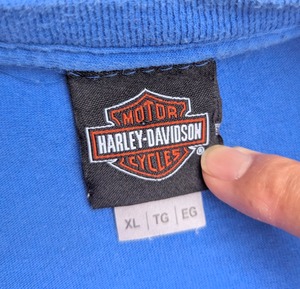 MOTOR
HARLEY-DAVIDSON
CYCLES
®
XL TG EG